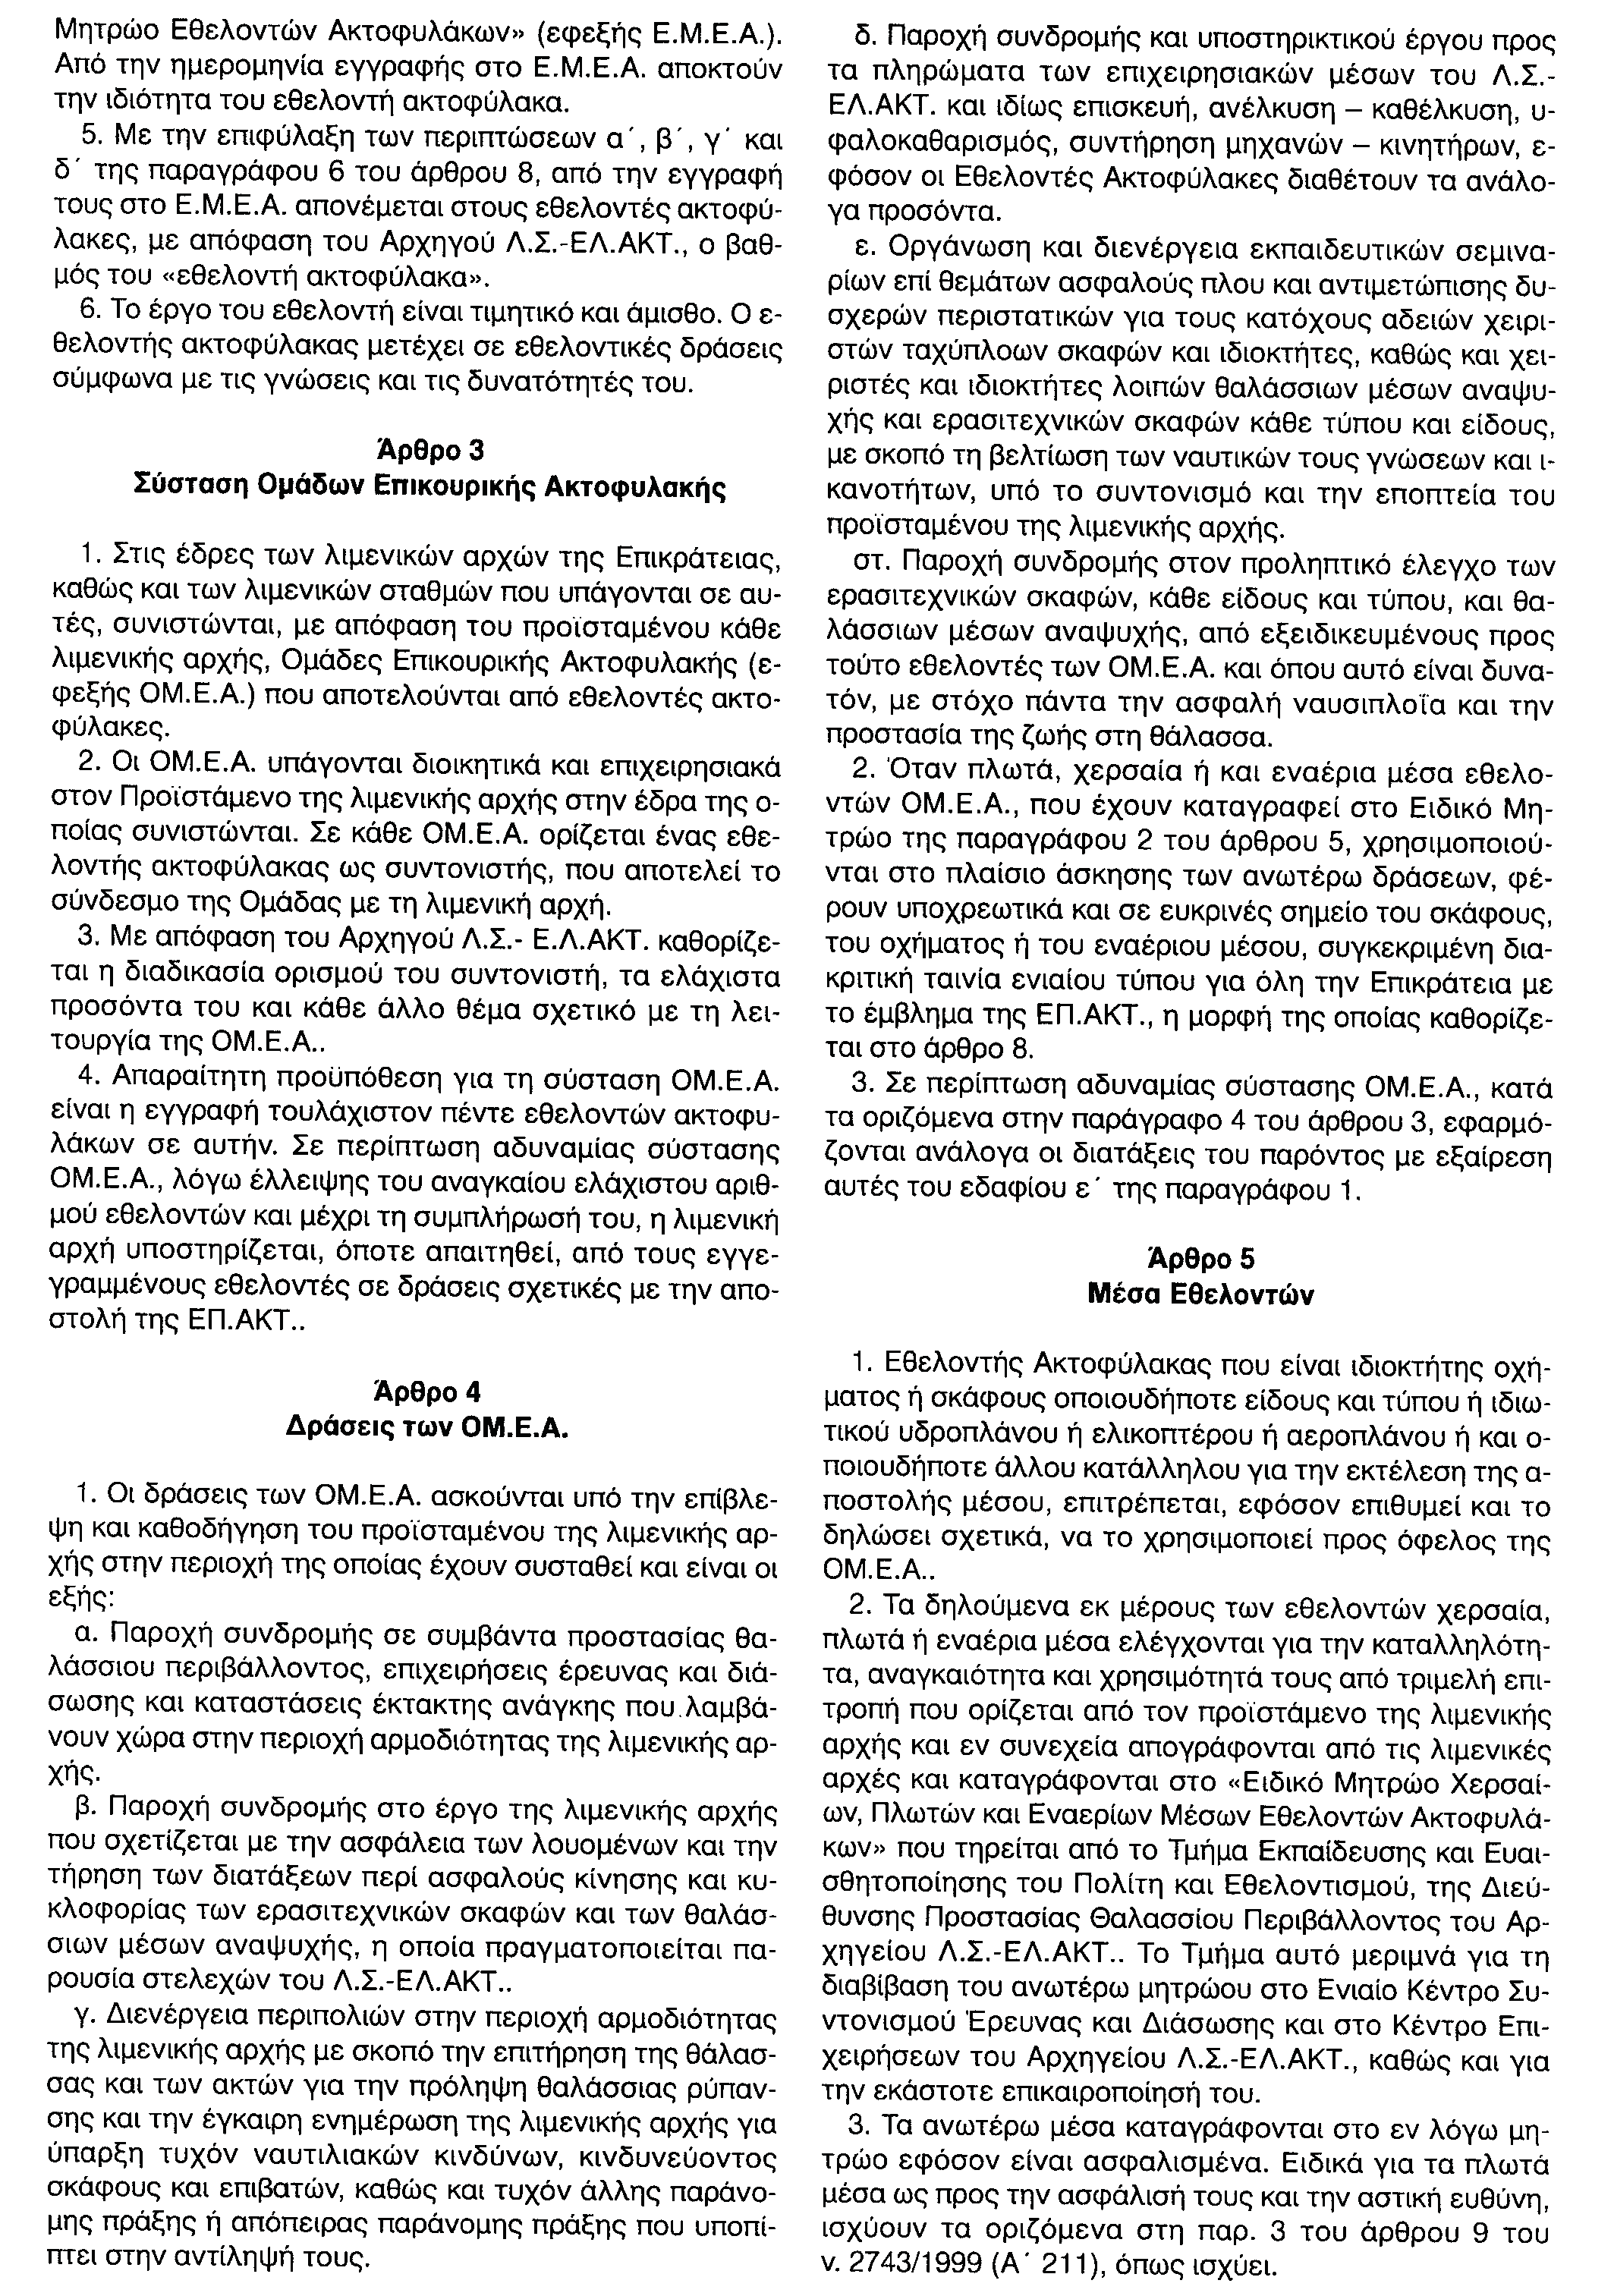 Μητρώο Εθελοντών Ακτοφυλάκων» (εφεξής Ε.Μ.Ε.Α.).
Από την ημερομηνία εγγραφής στο Ε.Μ.Ε.Α. αποκτούν
την ιδιότητα του εθελοντή ακτοφύλακα.
5. Με την επιφύλαξη των περιπτώσεων α΄, β΄, γ΄ και
δ΄ της παραγράφου 6 του άρθρου 8, από την εγγραφή
τους στο Ε.Μ.Ε.Α. απονέμεται στους εθελοντές ακτοφύ-
λακες, με απόφαση του Αρχηγού Λ.Σ.-ΕΛ.ΑΚΤ., ο βαθ-
μός του «εθελοντή ακτοφύλακα».
6. Το έργο του εθελοντή είναι τιμητικό και άμισθο. Ο ε-
θελοντής ακτοφύλακας μετέχει σε εθελοντικές δράσεις
σύμφωνα με τις γνώσεις και τις δυνατότητές του.
Άρθρο 3
Σύσταση Ομάδων Επικουρικής Ακτοφυλακής
1. Στις έδρες των λιμενικών αρχών της Επικράτειας,
καθώς και των λιμενικών σταθμών που υπάγονται σε αυ-
τές, συνιστώνται, με απόφαση του προϊσταμένου κάθε
λιμενικής αρχής, Ομάδες Επικουρικής Ακτοφυλακής (ε-
φεξής ΟΜ.Ε.Α.) που αποτελούνται από εθελοντές ακτο-
φύλακες.
2. Οι ΟΜ.Ε.Α. υπάγονται διοικητικά και επιχειρησιακά
στον Προϊστάμενο της λιμενικής αρχής στην έδρα της ο-
ποίας συνιστώνται. Σε κάθε ΟΜ.Ε.Α. ορίζεται ένας εθε-
λοντής ακτοφύλακας ως συντονιστής, που αποτελεί το
σύνδεσμο της Ομάδας με τη λιμενική αρχή.
3. Με απόφαση του Αρχηγού Λ.Σ.- Ε.Λ.ΑΚΤ. καθορίζε-
ται η διαδικασία ορισμού του συντονιστή, τα ελάχιστα
προσόντα του και κάθε άλλο θέμα σχετικό με τη λει-
τουργία της ΟΜ.Ε.Α..
4. Απαραίτητη προϋπόθεση για τη σύσταση ΟΜ.Ε.Α.
είναι η εγγραφή τουλάχιστον πέντε εθελοντών ακτοφυ-
λάκων σε αυτήν. Σε περίπτωση αδυναμίας σύστασης
ΟΜ.Ε.Α., λόγω έλλειψης του αναγκαίου ελάχιστου αριθ-
μού εθελοντών και μέχρι τη συμπλήρωσή του, η λιμενική
αρχή υποστηρίζεται, όποτε απαιτηθεί, από τους εγγε-
γραμμένους εθελοντές σε δράσεις σχετικές με την απο-
στολή της ΕΠ.ΑΚΤ..
Άρθρο 4
Δράσεις των ΟΜ.Ε.Α.
1. Οι δράσεις των ΟΜ.Ε.Α. ασκούνται υπό την επίβλε-
ψη και καθοδήγηση του προϊσταμένου της λιμενικής αρ-
χής στην περιοχή της οποίας έχουν συσταθεί και είναι οι
εξής:
α. Παροχή συνδρομής σε συμβάντα προστασίας θα-
λάσσιου περιβάλλοντος, επιχειρήσεις έρευνας και διά-
σωσης και καταστάσεις έκτακτης ανάγκης που λαμβά-
νουν χώρα στην περιοχή αρμοδιότητας της λιμενικής αρ-
χής.
β. Παροχή συνδρομής στο έργο της λιμενικής αρχής
που σχετίζεται με την ασφάλεια των λουομένων και την
τήρηση των διατάξεων περί ασφαλούς κίνησης και κυ-
κλοφορίας των ερασιτεχνικών σκαφών και των θαλάσ-
σιων μέσων αναψυχής, η οποία πραγματοποιείται πα-
ρουσία στελεχών του Λ.Σ.-ΕΛ.ΑΚΤ..
γ. Διενέργεια περιπολιών στην περιοχή αρμοδιότητας
της λιμενικής αρχής με σκοπό την επιτήρηση της θάλασ-
σας και των ακτών για την πρόληψη θαλάσσιας ρύπαν-
σης και την έγκαιρη ενημέρωση της λιμενικής αρχής για
ύπαρξη τυχόν ναυτιλιακών κινδύνων, κινδυνεύοντος
σκάφους και επιβατών, καθώς και τυχόν άλλης παράνο-
μης πράξης ή απόπειρας παράνομης πράξης που υποπί-
πτει στην αντίληψή τους.
δ. Παροχή συνδρομής και υποστηρικτικού έργου προς
τα πληρώματα των επιχειρησιακών μέσων του Λ.Σ.-
ΕΛ.ΑΚΤ. και ιδίως επισκευή, ανέλκυση – καθέλκυση, υ-
φαλοκαθαρισμός, συντήρηση μηχανών – κινητήρων, ε-
φόσον οι Εθελοντές Ακτοφύλακες διαθέτουν τα ανάλο-
γα προσόντα.
ε. Οργάνωση και διενέργεια εκπαιδευτικών σεμινα-
ρίων επί θεμάτων ασφαλούς πλου και αντιμετώπισης δυ-
σχερών περιστατικών για τους κατόχους αδειών χειρι-
στών ταχύπλοων σκαφών και ιδιοκτήτες, καθώς και χει-
ριστές και ιδιοκτήτες λοιπών θαλάσσιων μέσων αναψυ-
χής και ερασιτεχνικών σκαφών κάθε τύπου και είδους,
με σκοπό τη βελτίωση των ναυτικών τους γνώσεων και ι-
κανοτήτων, υπό το συντονισμό και την εποπτεία του
προϊσταμένου της λιμενικής αρχής.
στ. Παροχή συνδρομής στον προληπτικό έλεγχο των
ερασιτεχνικών σκαφών, κάθε είδους και τύπου, και θα-
λάσσιων μέσων αναψυχής, από εξειδικευμένους προς
τούτο εθελοντές των ΟΜ.Ε.Α. και όπου αυτό είναι δυνα-
τόν, με στόχο πάντα την ασφαλή ναυσιπλοΐα και την
προστασία της ζωής στη θάλασσα.
2. Όταν πλωτά, χερσαία ή και εναέρια μέσα εθελο-
ντών ΟΜ.Ε.Α., που έχουν καταγραφεί στο Ειδικό Μη-
τρώο της παραγράφου 2 του άρθρου 5, χρησιμοποιού-
νται στο πλαίσιο άσκησης των ανωτέρω δράσεων, φέ-
ρουν υποχρεωτικά και σε ευκρινές σημείο του σκάφους,
του οχήματος ή του εναέριου μέσου, συγκεκριμένη δια-
κριτική ταινία ενιαίου τύπου για όλη την Επικράτεια με
το έμβλημα της ΕΠ.ΑΚΤ., η μορφή της οποίας καθορίζε-
ται στο άρθρο 8.
3. Σε περίπτωση αδυναμίας σύστασης ΟΜ.Ε.Α., κατά
τα οριζόμενα στην παράγραφο 4 του άρθρου 3, εφαρμό-
ζονται ανάλογα οι διατάξεις του παρόντος με εξαίρεση
αυτές του εδαφίου ε΄ της παραγράφου 1.
Άρθρο 5
Μέσα Εθελοντών
1. Εθελοντής Ακτοφύλακας που είναι ιδιοκτήτης οχή-
ματος ή σκάφους οποιουδήποτε είδους και τύπου ή ιδιω-
τικού υδροπλάνου ή ελικοπτέρου ή αεροπλάνου ή και ο-
ποιουδήποτε άλλου κατάλληλου για την εκτέλεση της α-
ποστολής μέσου, επιτρέπεται, εφόσον επιθυμεί και το
δηλώσει σχετικά, να το χρησιμοποιεί προς όφελος της
ΟΜ.Ε.Α..
2. Τα δηλούμενα εκ μέρους των εθελοντών χερσαία,
πλωτά ή εναέρια μέσα ελέγχονται για την καταλληλότη-
τα, αναγκαιότητα και χρησιμότητά τους από τριμελή επι-
τροπή που ορίζεται από τον προϊστάμενο της λιμενικής
αρχής και εν συνεχεία απογράφονται από τις λιμενικές
αρχές και καταγράφονται στο «Ειδικό Μητρώο Χερσαί-
ων, Πλωτών και Εναερίων Μέσων Εθελοντών Ακτοφυλά-
κων» που τηρείται από το Τμήμα Εκπαίδευσης και Ευαι-
σθητοποίησης του Πολίτη και Εθελοντισμού, της Διεύ-
θυνσης Προστασίας Θαλασσίου Περιβάλλοντος του Αρ-
χηγείου Λ.Σ.-ΕΛ.ΑΚΤ.. Το Τμήμα αυτό μεριμνά για τη
διαβίβαση του ανωτέρω μητρώου στο Ενιαίο Κέντρο Συ-
ντονισμού Έρευνας και Διάσωσης και στο Κέντρο Επι-
χειρήσεων του Αρχηγείου Λ.Σ.-ΕΛ.ΑΚΤ., καθώς και για
την εκάστοτε επικαιροποίησή του.
3. Τα ανωτέρω μέσα καταγράφονται στο εν λόγω μη-
τρώο εφόσον είναι ασφαλισμένα. Ειδικά για τα πλωτά
μέσα ως προς την ασφάλισή τους και την αστική ευθύνη,
ισχύουν τα οριζόμενα στη παρ. 3 του άρθρου 9 του
ν. 2743/1999 (Α΄ 211), όπως ισχύει.